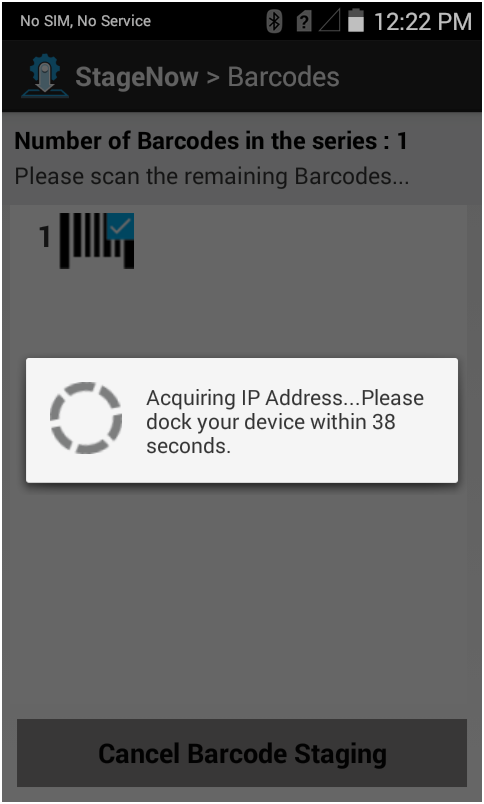 No SIM, No Service
12:22 PM
StageNow > Barcodes
Number of Barcodes in the series : 1
Please scan the remaining Barcodes...
1
Acquiring IP Address...Please
dock your device within 38
seconds.
Cancel Barcode Staging